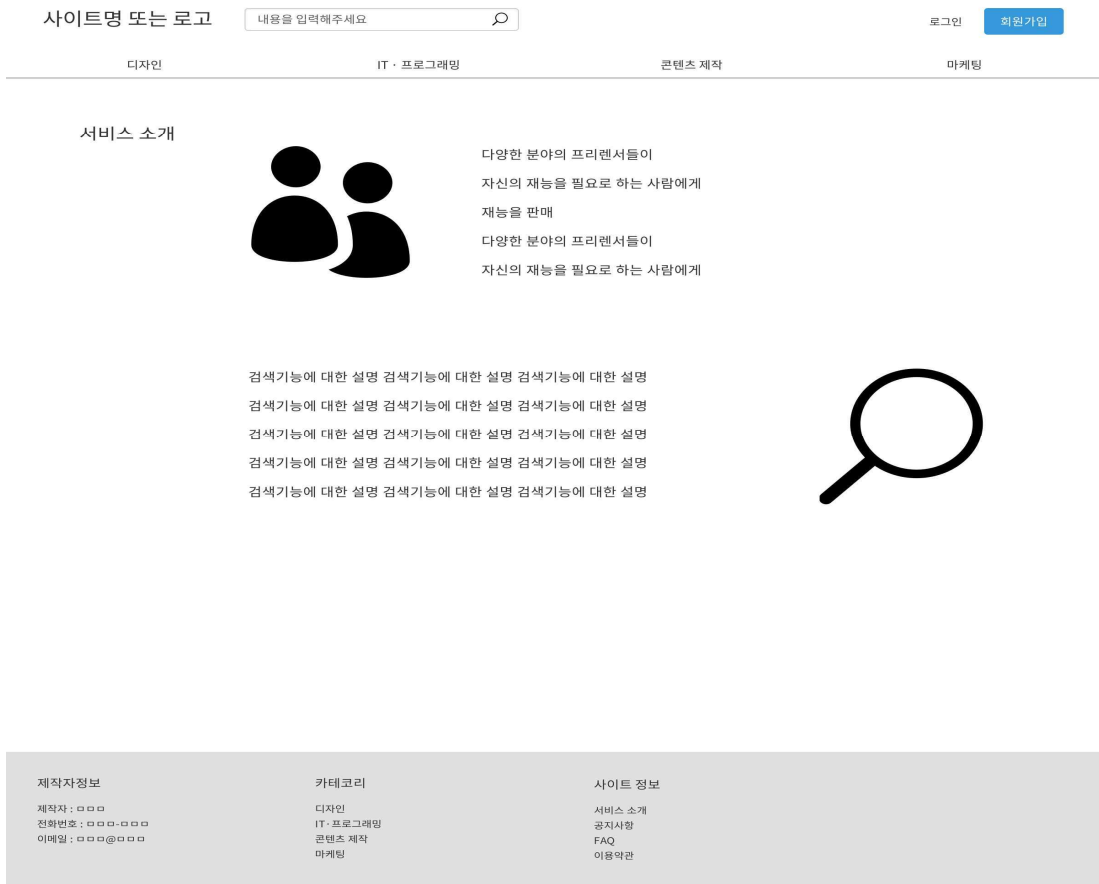 사이트명 또는 로고
내용을 입력해주세요
로그인
회원가입
디자인
IT · 프로그래밍
콘텐츠 제작
마케팅
서비스 소개
다양한 분야의 프리렌서들이
자신의 재능을 필요로 하는 사람에게
재능을 판매
다양한 분야의 프리렌서들이
자신의 재능을 필요로 하는 사람에게
검색기능에 대한 설명 검색기능에 대한 설명 검색기능에 대한 설명
검색기능에 대한 설명 검색기능에 대한 설명 검색기능에 대한 설명
검색기능에 대한 설명 검색기능에 대한 설명 검색기능에 대한 설명
검색기능에 대한 설명 검색기능에 대한 설명 검색기능에 대한 설명
검색기능에 대한 설명 검색기능에 대한 설명 검색기능에 대한 설명
제작자정보
제작자 : ㅁㅁㅁ
전화번호 : ㅁㅁㅁ-ㅁㅁㅁ
이메일 : ㅁㅁㅁ@ㅁㅁㅁ
카테코리
디자인
IT·프로그래밍
콘텐츠 제작
마케팅
사이트 정보
서비스 소개
공지사항
FAQ
이용약관